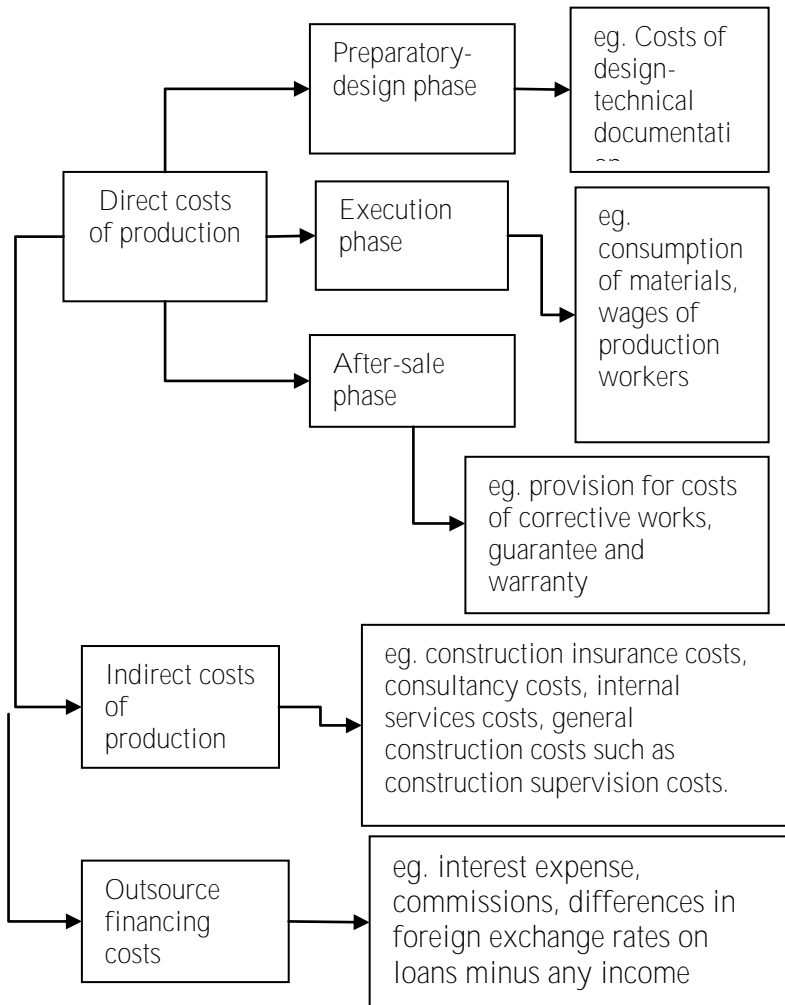 Preparatory-
design phase
eg. Costs of
design-
technical
documentati
Direct costs
of production
Execution
phase
eg.
consumption
of materials,
wages of
production
workers
After-sale
phase
eg. provision for costs
of corrective works,
guarantee and
warranty
Indirect costs
of
production
eg. construction insurance costs,
consultancy costs, internal
services costs, general
construction costs such as
construction supervision costs.
Outsource
financing
costs
eg. interest expense,
commissions, differences in
foreign exchange rates on
loans minus any income